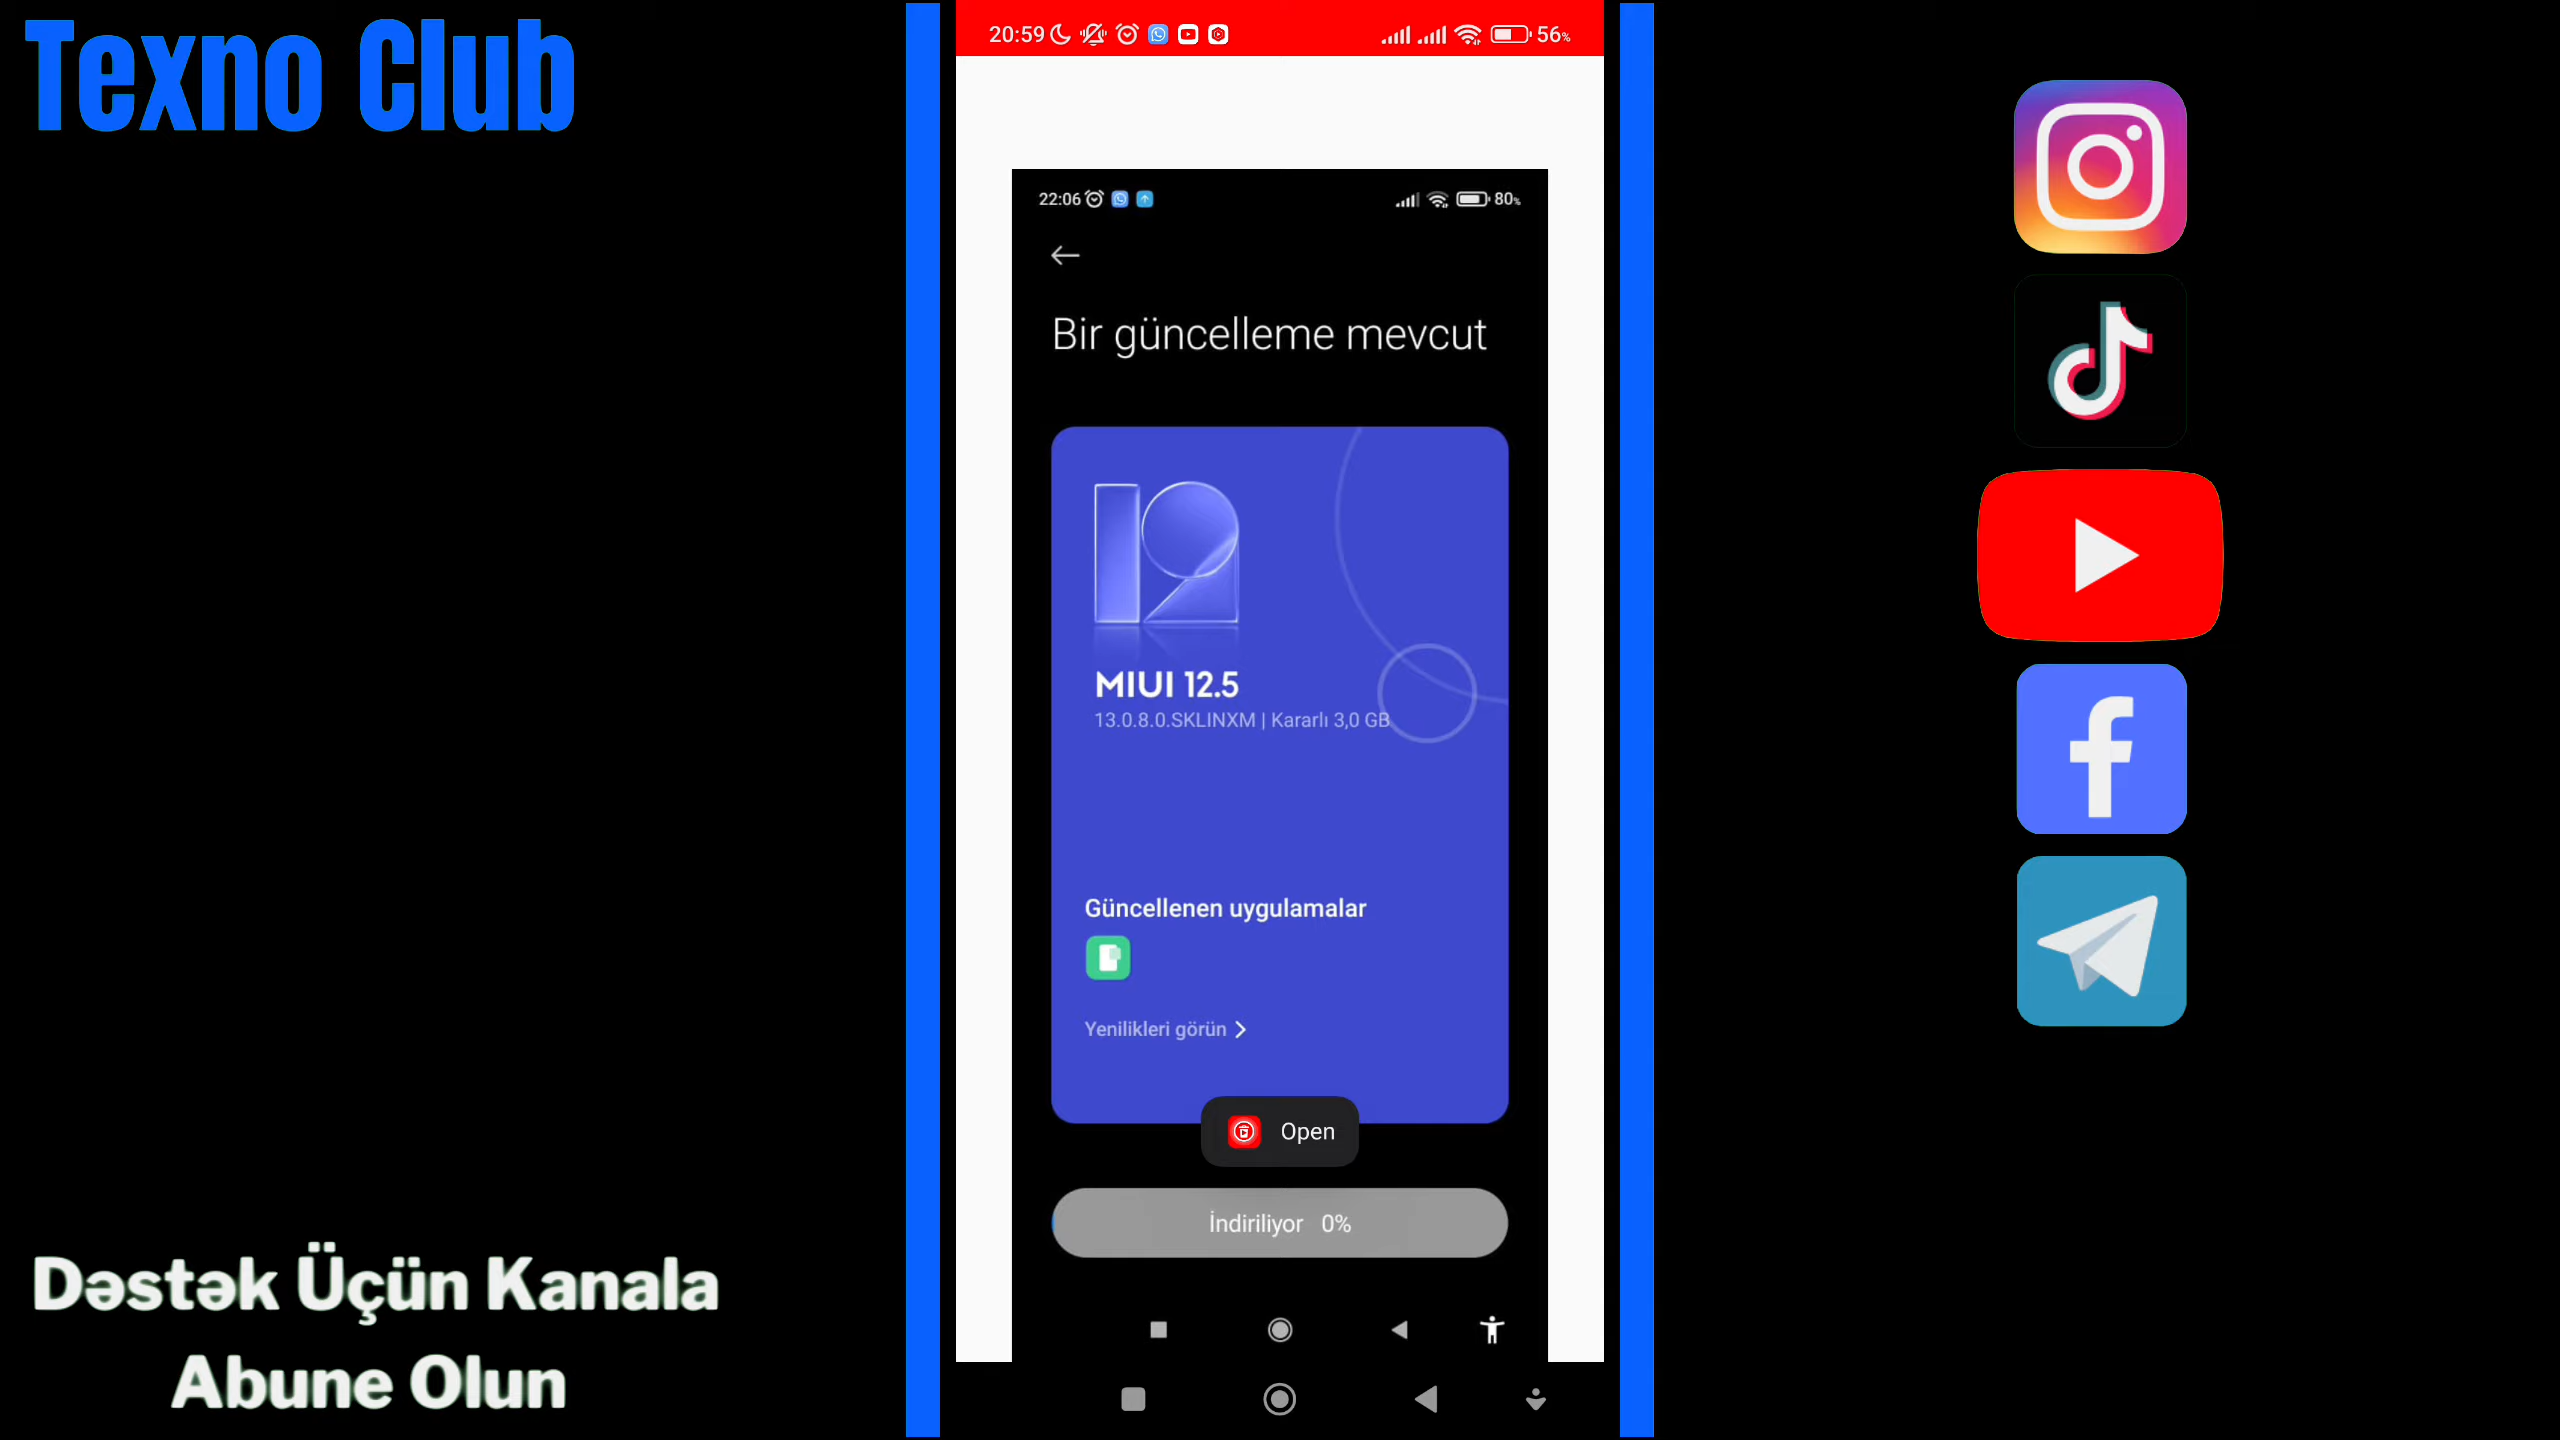 Texno Club
20:59
56%
22:06
80%
Bir güncelleme mevcut
MIUI 12.5
13.0.8.0.SKLINXM | Kararlı 3,0 GB
Güncellenen uygulamalar
Yenilikleri görün
Open
İndiriliyor 0%
Dəstək Üçün Kanala
Abune Olun